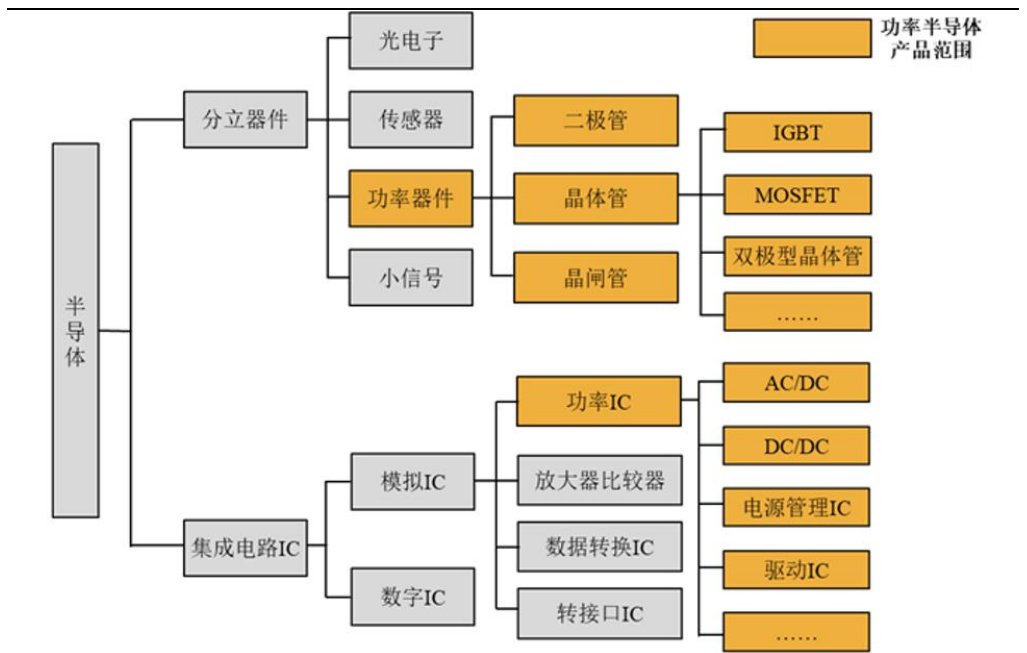 功率半导体
产品范围
光电子
分立器件
传感器
二极管
IGBT
功率器件
晶体管
MOSFET
双极型晶体管
小信号
晶闸管
……
半导体
功率IC
AC/DC
模拟IC
放大器比较器
DC/DC
电源管理IC
集成电路IC
数据转换IC
驱动IC
数字IC
转接口IC
……